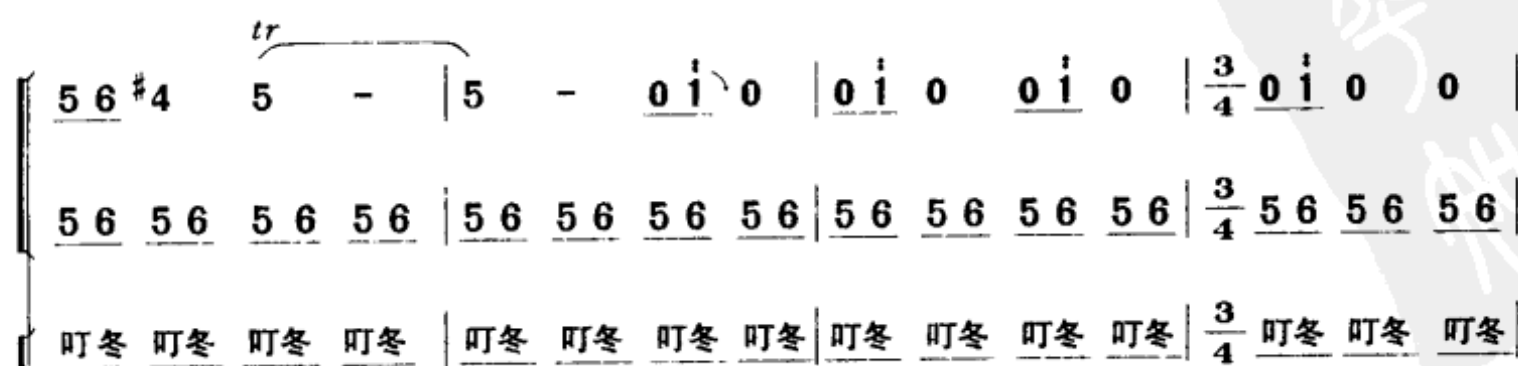 tr
5 6 #4 5 - | 5 - 0 i 0 | 0 i 0 0 i 0 | 3/4 0 i 0 0 |
5 6 5 6 5 6 5 6 | 5 6 5 6 5 6 5 6 | 5 6 5 6 5 6 5 6 | 3/4 5 6 5 6 5 6 |
叮冬 叮冬 叮冬 叮冬 | 叮冬 叮冬 叮冬 叮冬 | 叮冬 叮冬 叮冬 叮冬 | 3/4 叮冬 叮冬 叮冬 |